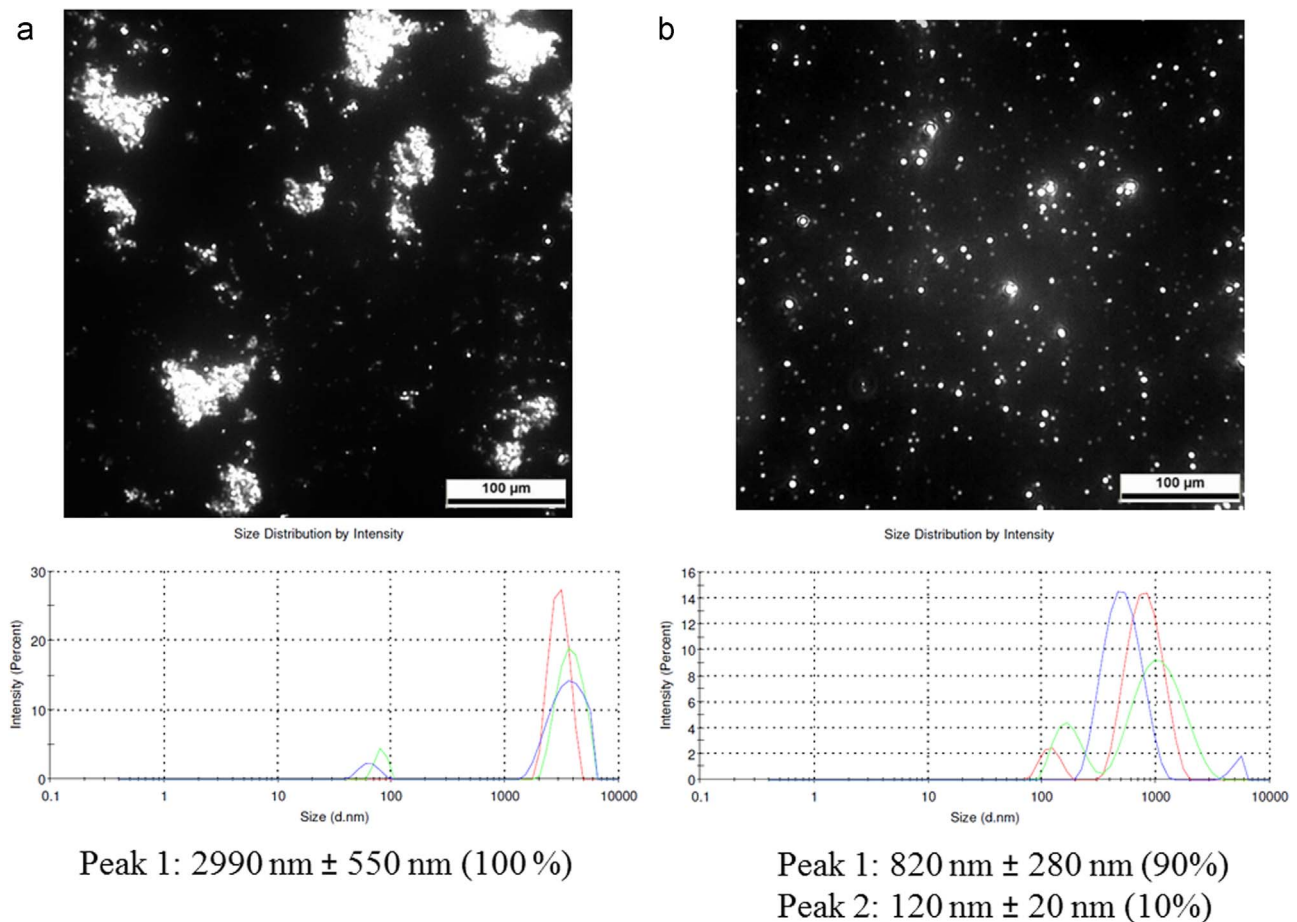 a
100 µm
Size Distribution by Intensity
Intensity (Percent)
30
20
10
0
0.1 1 10 100 1000 10000
Size (d.nm)
Peak 1: 2990 nm ± 550 nm (100 %)
b
100 µm
Size Distribution by Intensity
Intensity (Percent)
16
14
12
10
8
6
4
2
0
0.1 1 10 100 1000 10000
Size (d.nm)
Peak 1: 820 nm ± 280 nm (90%)
Peak 2: 120 nm ± 20 nm (10%)